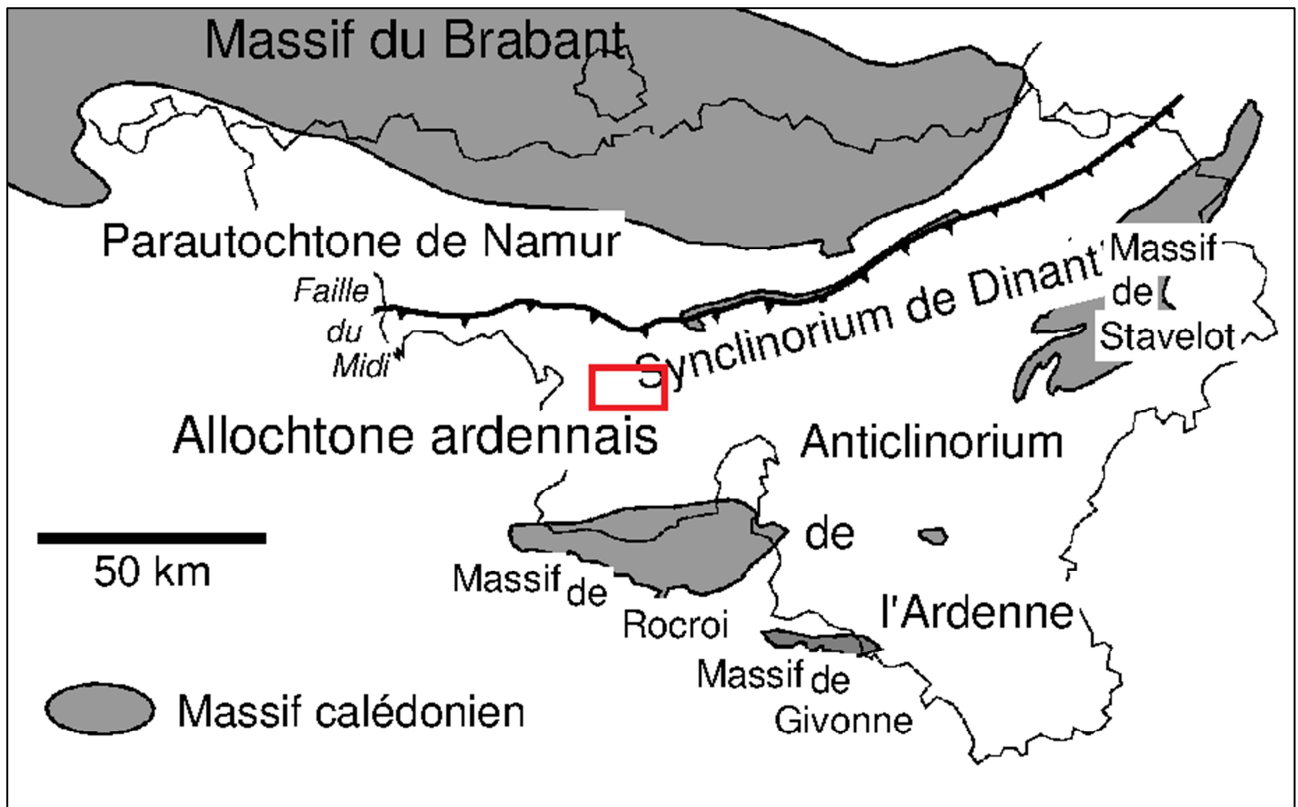 Massif du Brabant
Parautochtone de Namur
Faille
du
Midi
Synclinorium de Dinant
Massif
de
Stavelot
Allochtone ardennais
Anticlinorium
de
l'Ardenne
50 km
Massif de
Rocroi
Massif de
Givonne
Massif calédonien